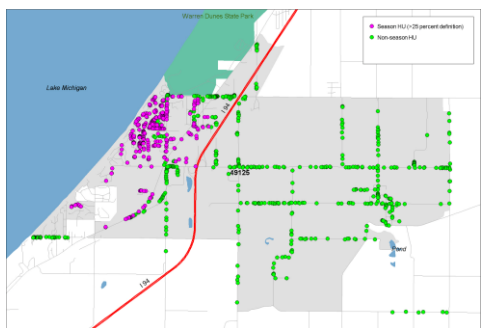 Warren Dunes State Park
Season HU (<25 percent definition)
Non-season HU
Lake Michigan
I 94
49125
Pond
I 94